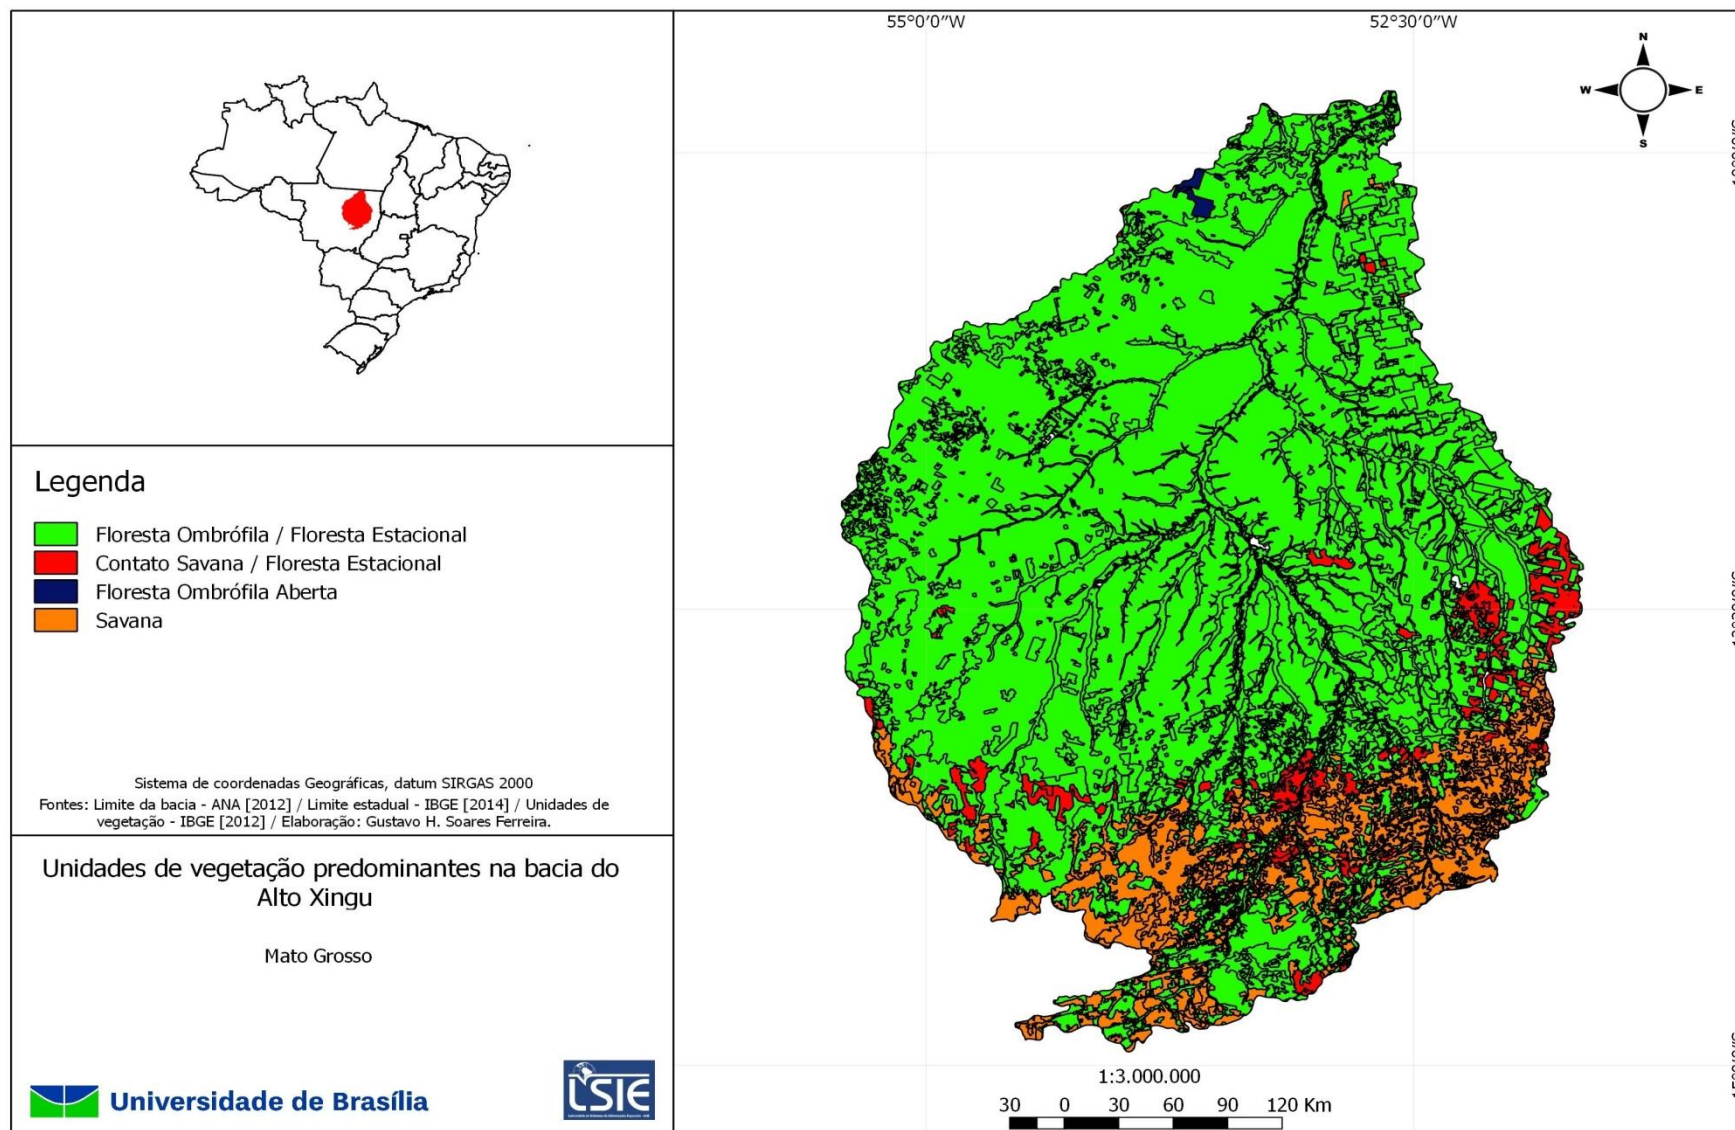 55°0'0"W
52°30'0"W
N
W
E
S
Legenda
Floresta Ombrófila / Floresta Estacional
Contato Savana / Floresta Estacional
Floresta Ombrófila Aberta
Savana
Sistema de coordenadas Geográficas, datum SIRGAS 2000
Fontes: Limite da bacia - ANA [2012] / Limite estadual - IBGE [2014] / Unidades de
vegetação - IBGE [2012] / Elaboração: Gustavo H. Soares Ferreira.
Unidades de vegetação predominantes na bacia do
Alto Xingu
Mato Grosso
Universidade de Brasília
LSIE
1:3.000.000
30 0 30 60 90 120 Km